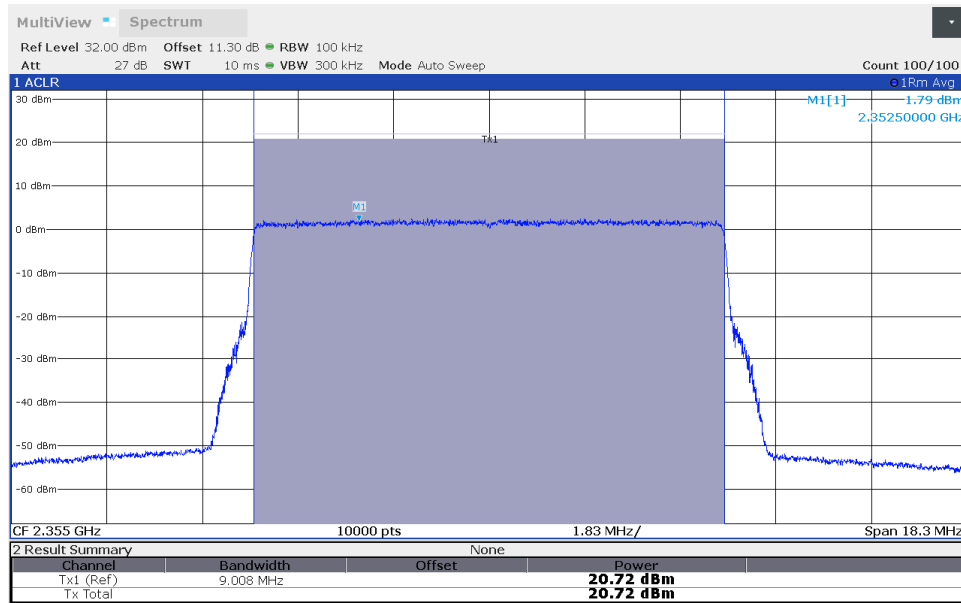 MultiView Spectrum
Ref Level 32.00 dBm Offset 11.30 dB RBW 100 kHz
Att 27 dB SWT 10 ms VBW 300 kHz Mode Auto Sweep Count 100/100
1 ACLR 1Rm Avg
30 dBm M1[1] 1.79 dBm
2.35250000 GHz
Tx1
20 dBm
10 dBm
M1
0 dBm
-10 dBm
-20 dBm
-30 dBm
-40 dBm
-50 dBm
-60 dBm
CF 2.355 GHz 10000 pts 1.83 MHz/ Span 18.3 MHz
2 Result Summary None
Channel Bandwidth Offset Power
Tx1 (Ref) 9.008 MHz 20.72 dBm
Tx Total 20.72 dBm